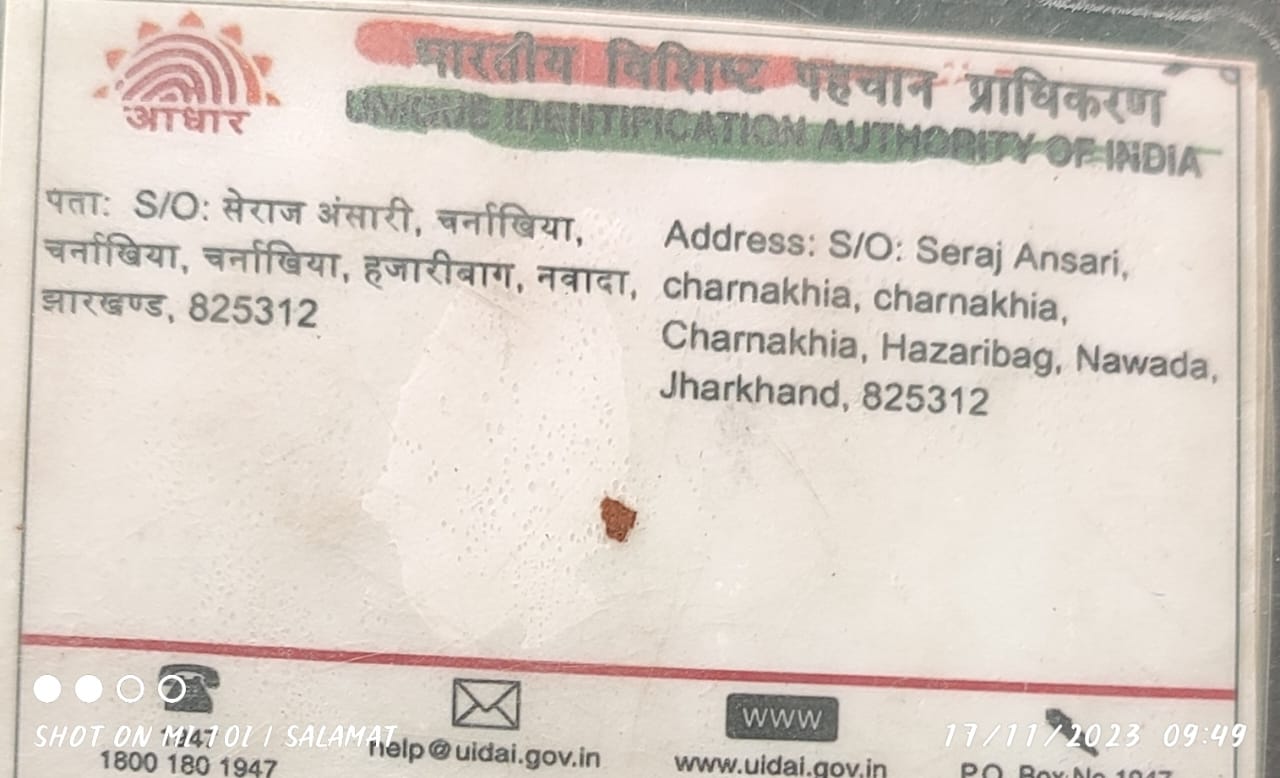 आधार
भारतीय विशिष्ट पहचान प्राधिकरण
UNIQUE IDENTIFICATION AUTHORITY OF INDIA
पता: S/O: सेराज अंसारी, चर्नाखिया,
चर्नाखिया, चर्नाखिया, हजारीबाग, नवादा,
झारखण्ड, 825312
Address: S/O: Seraj Ansari,
charnakhia, charnakhia,
Charnakhia, Hazaribag, Nawada,
Jharkhand, 825312
1947
1800 180 1947
help@uidai.gov.in
WWW
www.uidai.gov.in
P.O. Box No.1947
SHOT ON MI 10I | SALAMAT
17/11/2023 09:49